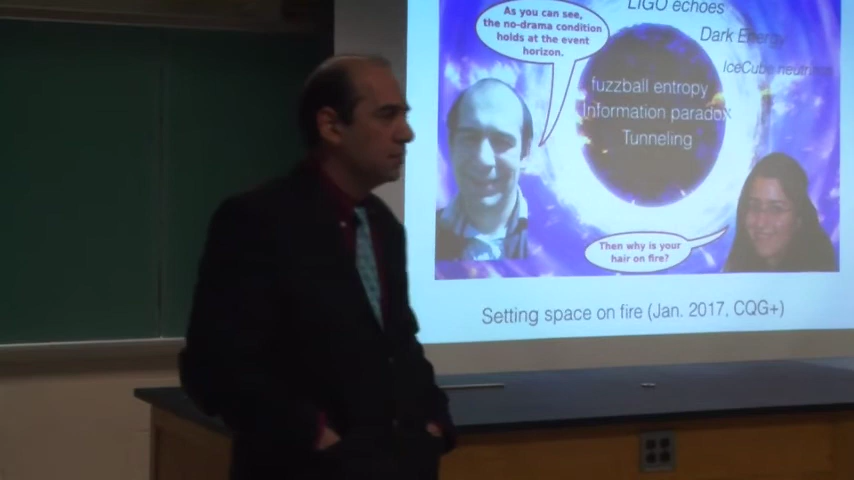 LIGO echoes
As you can see,
the no-drama condition
holds at the event
horizon.
Dark Energy
IceCube neutrinos
fuzzball entropy
Information paradox
Tunneling
Then why is your
hair on fire?
Setting space on fire (Jan. 2017, CQG+)